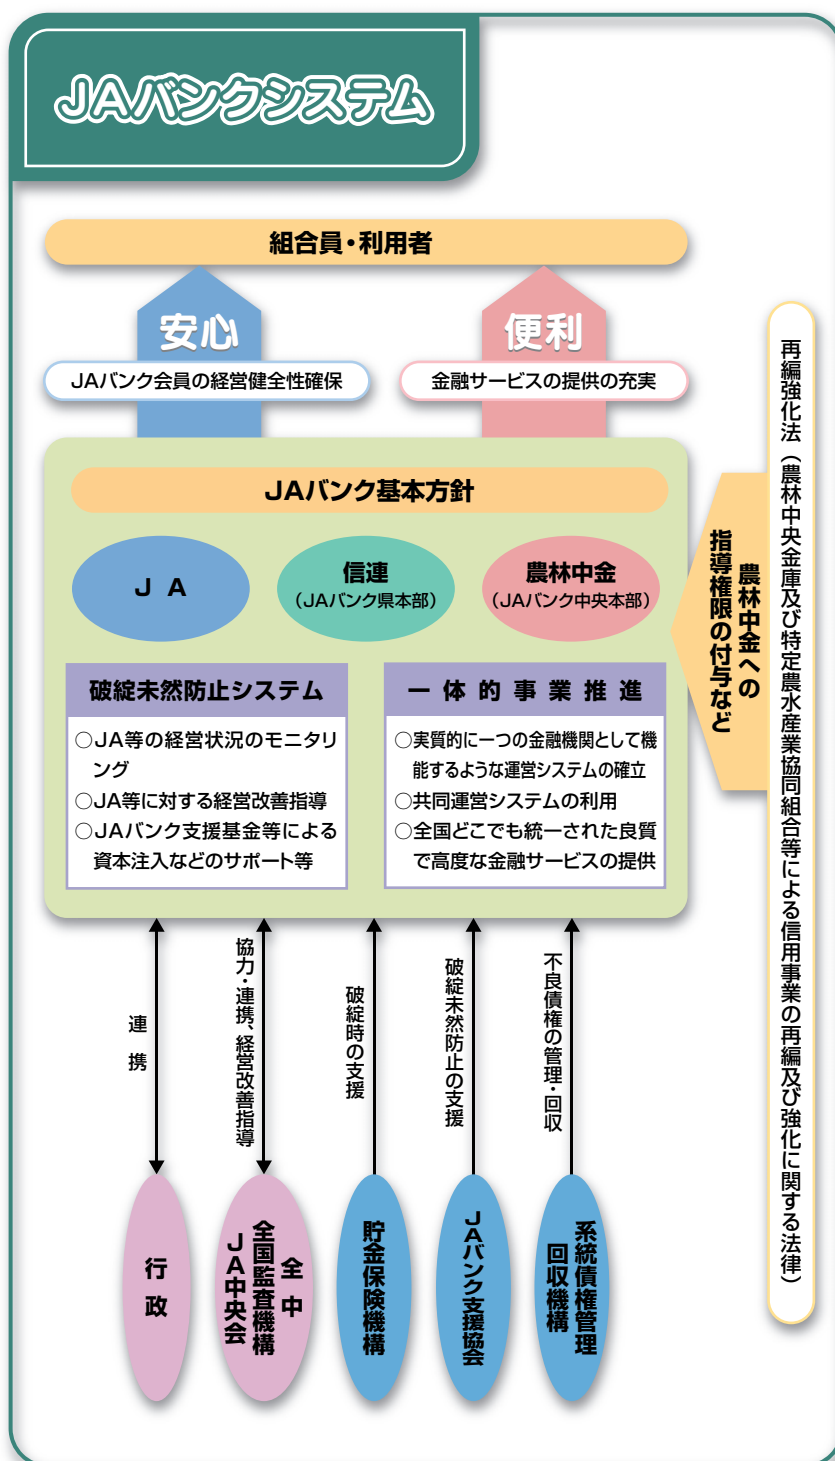 JAバンクシステム
組合員・利用者
安心
便利
JAバンク会員の経営健全性確保
金融サービスの提供の充実
JAバンク基本方針
J A
信連
（JAバンク県本部）
農林中金
（JAバンク中央本部）
破綻未然防止システム
○JA等の経営状況のモニタリ
ング
○JA等に対する経営改善指導
○JAバンク支援基金等による
資本注入などのサポート等
一体的事業推進
○実質的に一つの金融機関として機
能するような運営システムの確立
○共同運営システムの利用
○全国どこでも統一された良質
で高度な金融サービスの提供
再編強化法（農林中央金庫及び特定農水産業協同組合等による信用事業の再編及び強化に関する法律）
農林中金への
指導権限の付与など
連携
協力・連携、経営改善指導
破綻時の支援
破綻未然防止の支援
不良債権の管理・回収
行政
全中
全国監査機構
JA中央会
貯金保険機構
JAバンク支援協会
系統債権管理
回収機構